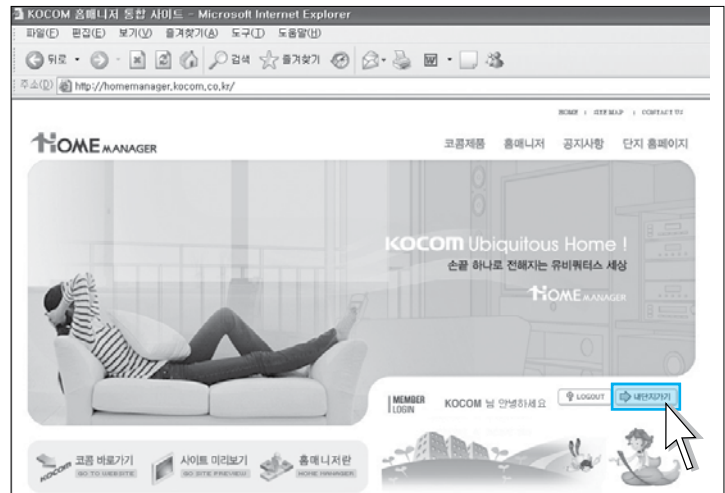 KOCOM 홈매니저 통합 사이트 - Microsoft Internet Explorer
파일(F) 편집(E) 보기(V) 즐겨찾기(A) 도구(T) 도움말(H)
뒤로 검색 즐겨찾기
주소(D) http://homemanager.kocom.co.kr/
HOME | SITE MAP | CONTACT US
HOME MANAGER
코콤제품 홈매니저 공지사항 단지 홈페이지
KOCOM Ubiquitous Home !
손끝 하나로 전해지는 유비쿼터스 세상
HOME MANAGER
MEMBER LOGIN
KOCOM 님 안녕하세요
LOGOUT
내단지가기
KOCOM
코콤 바로가기
GO TO WEBSITE
사이트 미리보기
GO SITE PREVIEW
홈매니저란
HOME MANAGER